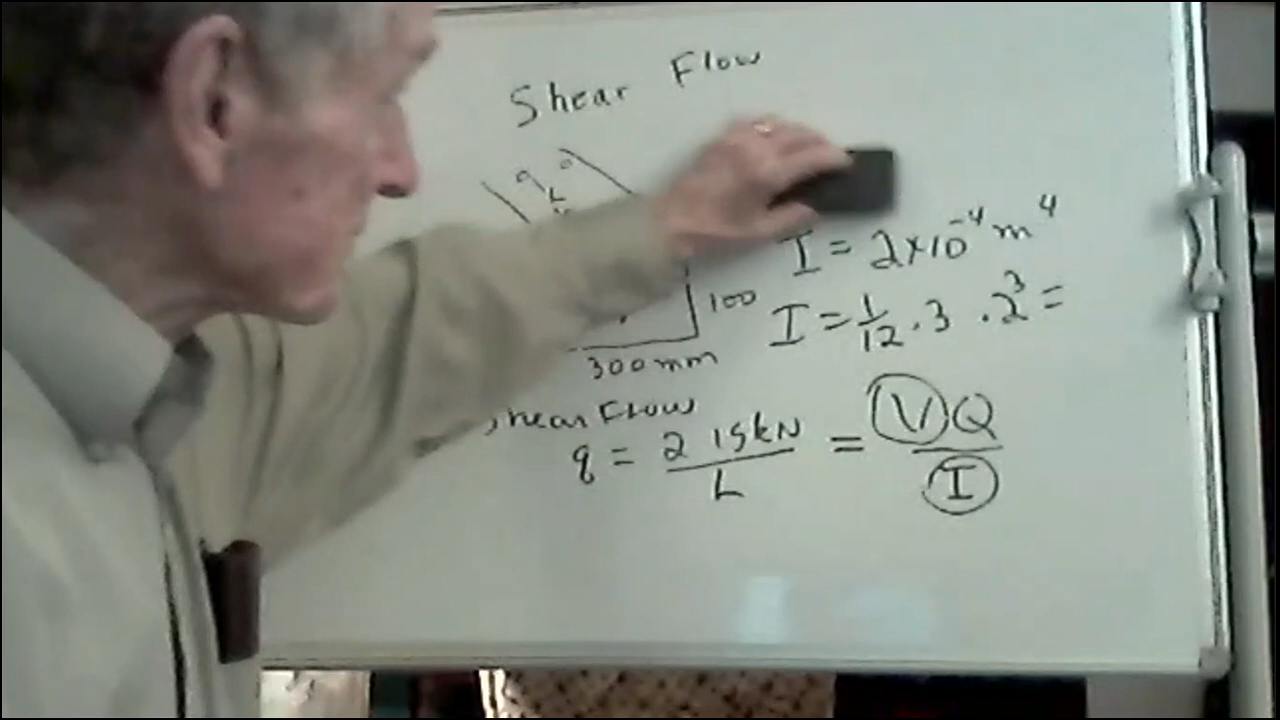 Shear Flow
L
I = 2×10⁻⁴ m⁴
100
I = 1/12 · 3 · 2³ =
300mm
Shear Flow
q = 2 15kN / L = VQ / I